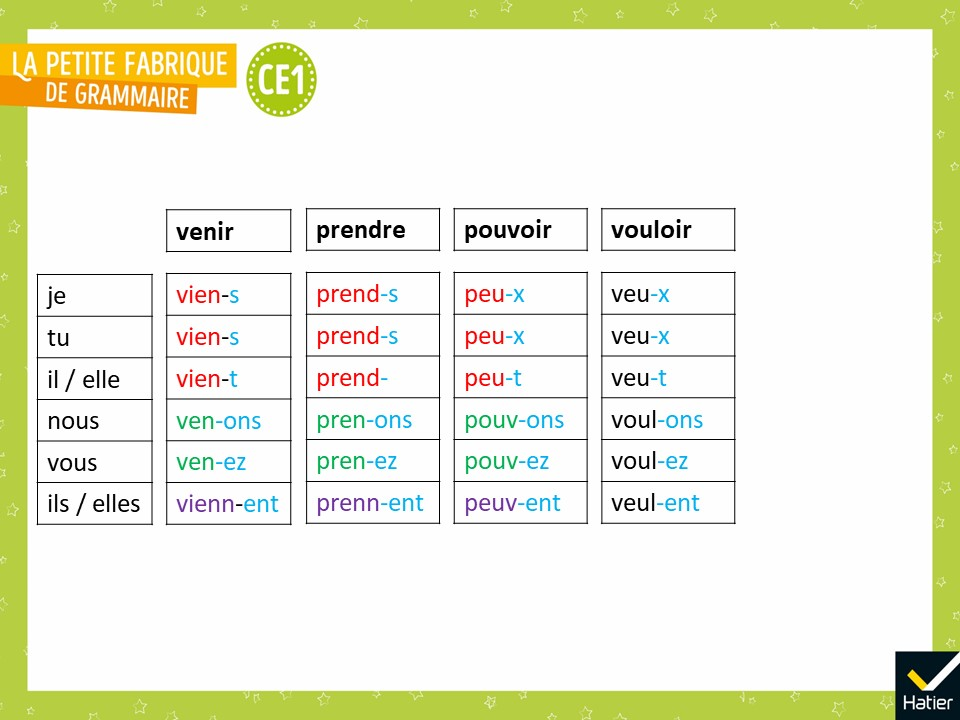 LA PETITE FABRIQUE
DE GRAMMAIRE
CE1
venir prendre pouvoir vouloir
je vien-s prend-s peu-x veu-x
tu vien-s prend-s peu-x veu-x
il / elle vien-t prend- peu-t veu-t
nous ven-ons pren-ons pouv-ons voul-ons
vous ven-ez pren-ez pouv-ez voul-ez
ils / elles vienn-ent prenn-ent peuv-ent veul-ent
Hatier